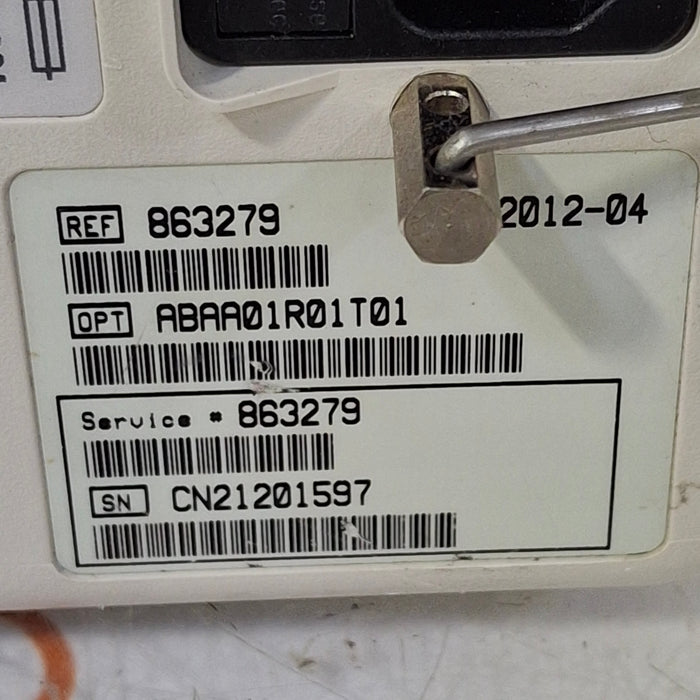 REF 863279 2012-04
OPT ABAA01R01T01
Service # 863279
SN CN21201597